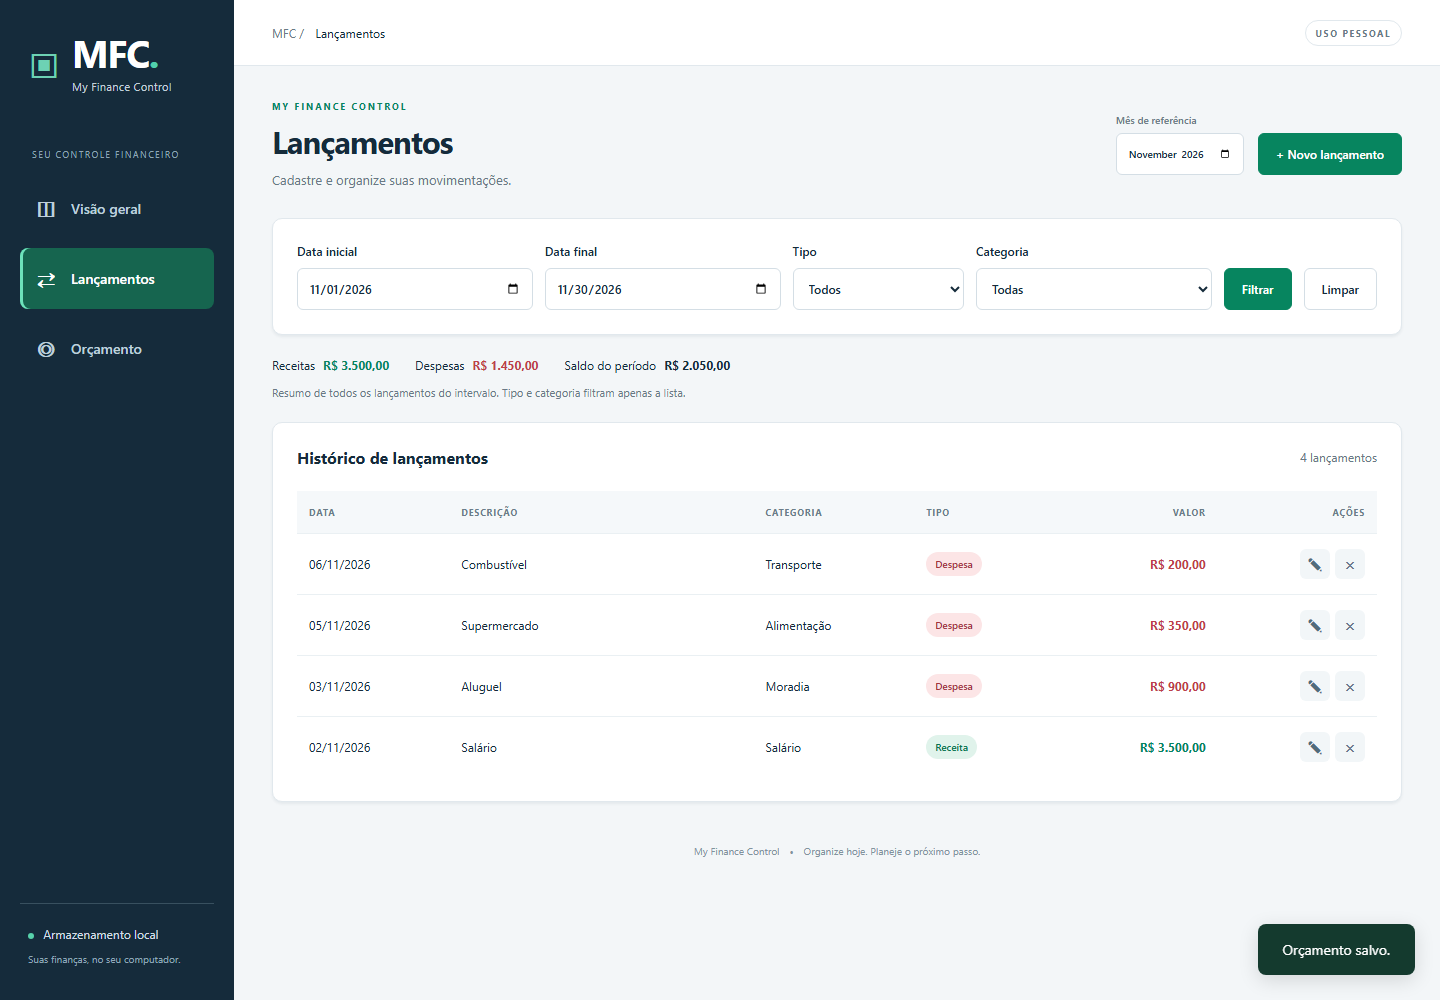 MFC.
My Finance Control
SEU CONTROLE FINANCEIRO
Visão geral
Lançamentos
Orçamento
Armazenamento local
Suas finanças, no seu computador.
MFC / Lançamentos
USO PESSOAL
MY FINANCE CONTROL
Lançamentos
Cadastre e organize suas movimentações.
Mês de referência
November 2026
+ Novo lançamento
Data inicial Data final Tipo Categoria
11/01/2026 11/30/2026 Todos Todas Filtrar Limpar
Receitas R$ 3.500,00 Despesas R$ 1.450,00 Saldo do período R$ 2.050,00
Resumo de todos os lançamentos do intervalo. Tipo e categoria filtram apenas a lista.
Histórico de lançamentos 4 lançamentos
DATA DESCRIÇÃO CATEGORIA TIPO VALOR AÇÕES
06/11/2026 Combustível Transporte Despesa R$ 200,00
05/11/2026 Supermercado Alimentação Despesa R$ 350,00
03/11/2026 Aluguel Moradia Despesa R$ 900,00
02/11/2026 Salário Salário Receita R$ 3.500,00
My Finance Control • Organize hoje. Planeje o próximo passo.
Orçamento salvo.